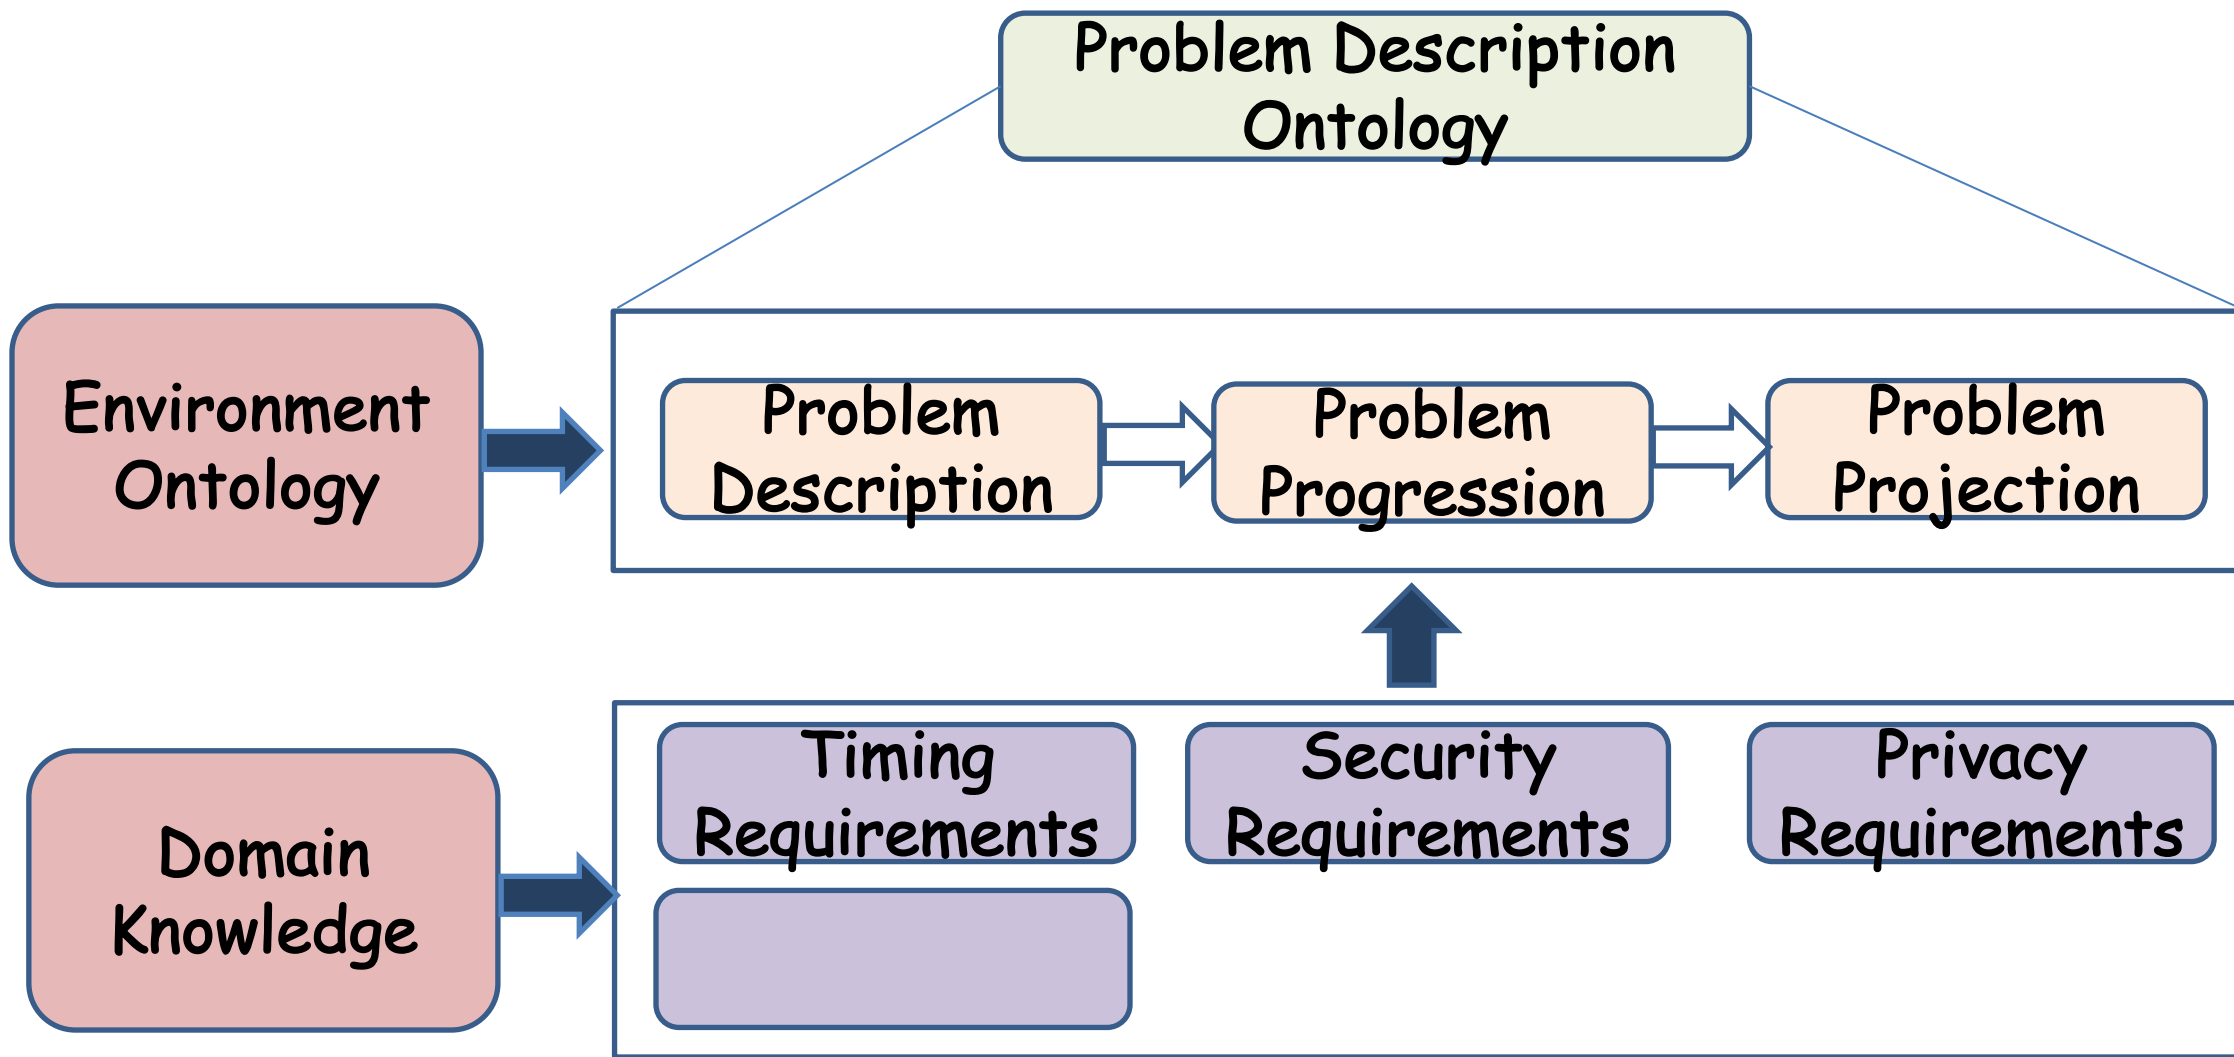 Problem Description
Ontology
Environment
Ontology
Problem
Description
Problem
Progression
Problem
Projection
Domain
Knowledge
Timing
Requirements
Security
Requirements
Privacy
Requirements